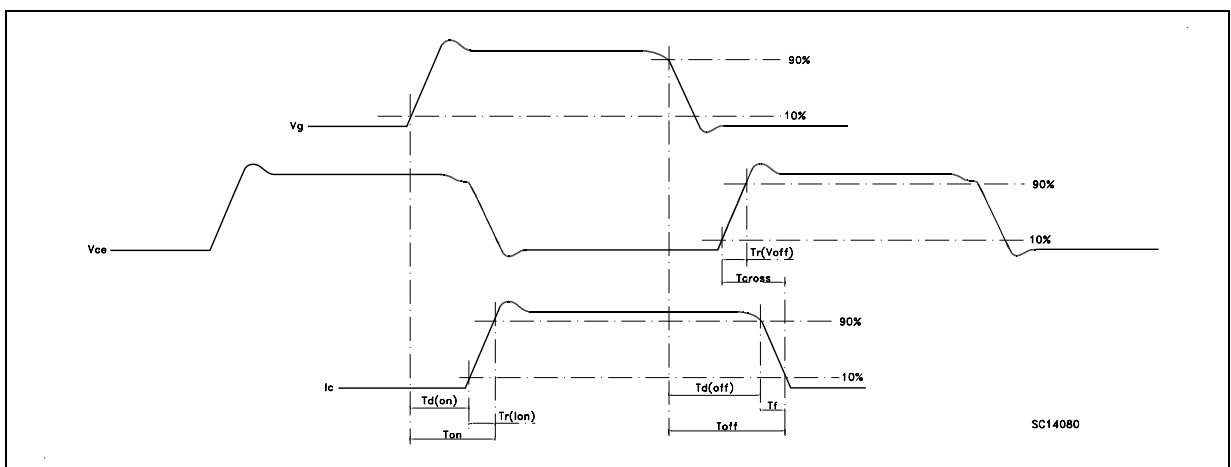 90%
10%
Vg
90%
Vce
10%
Tr(Voff)
Tcross
90%
Ic
10%
Td(on)
Td(off)
Tr(Ion)
Tf
Ton
Toff
SC14080